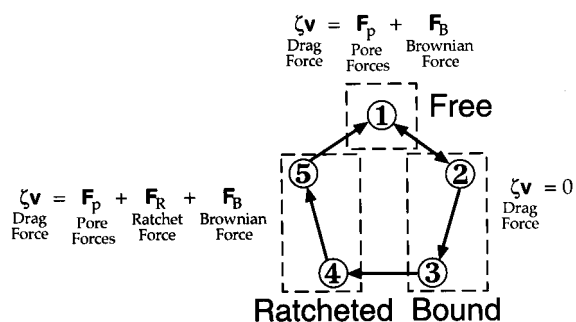 ζv = Fp + FB
Drag Force Pore Forces Brownian Force
Free
1
5
2
ζv = Fp + FR + FB
Drag Force Pore Forces Ratchet Force Brownian Force
ζv = 0
Drag Force
4
3
Ratcheted
Bound